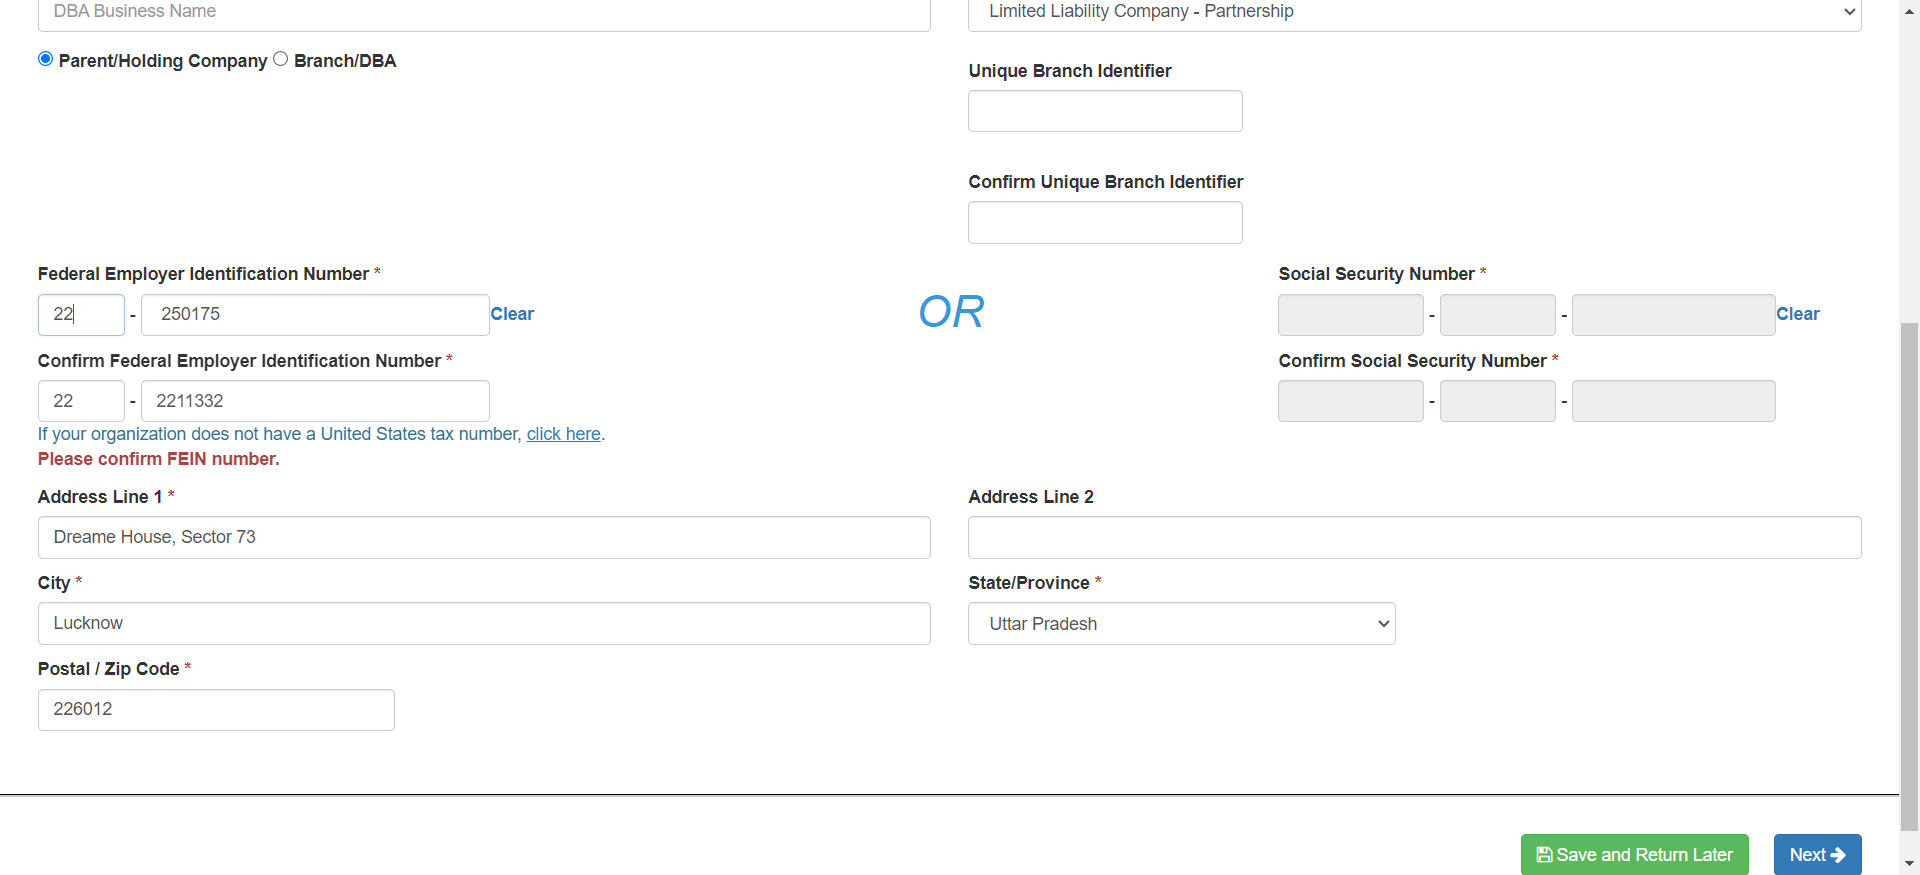 DBA Business Name
Limited Liability Company - Partnership
Parent/Holding Company Branch/DBA
Unique Branch Identifier
Confirm Unique Branch Identifier
Federal Employer Identification Number *
22 - 250175 Clear
OR
Social Security Number *
- - Clear
Confirm Federal Employer Identification Number *
22 - 2211332
Confirm Social Security Number *
- -
If your organization does not have a United States tax number, click here.
Please confirm FEIN number.
Address Line 1 *
Dreame House, Sector 73
Address Line 2
City *
Lucknow
State/Province *
Uttar Pradesh
Postal / Zip Code *
226012
Save and Return Later
Next